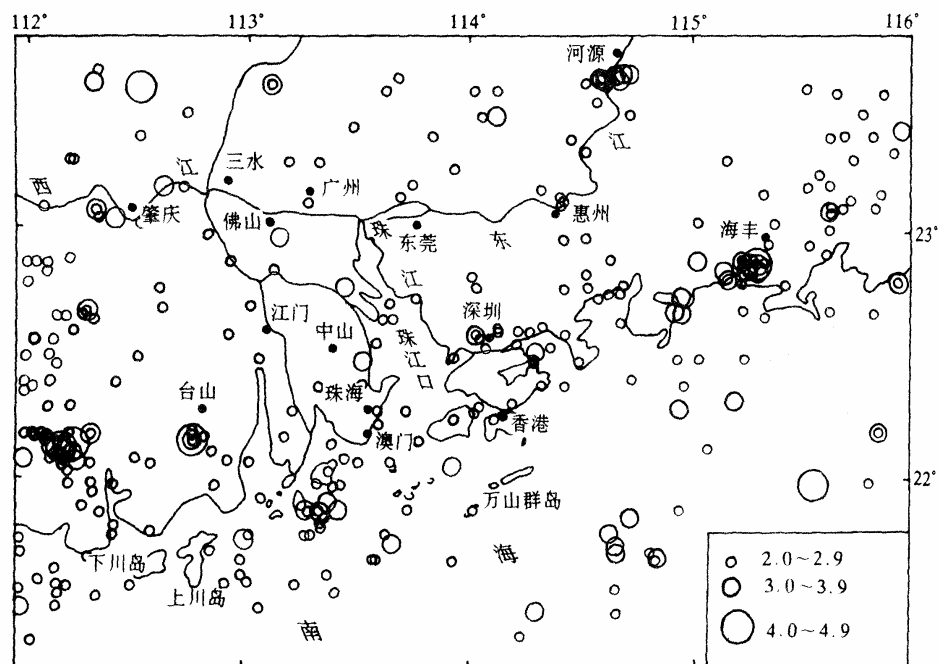 112° 113° 114° 115° 116°
河源
江
三水
江
西
广州
肇庆
佛山
惠州
珠
东莞
东
海丰
23°
江
江门
深圳
中山
珠
江
口
台山
珠海
香港
澳门
22°
万山群岛
海
下川岛
上川岛
南
2.0~2.9
3.0~3.9
4.0~4.9